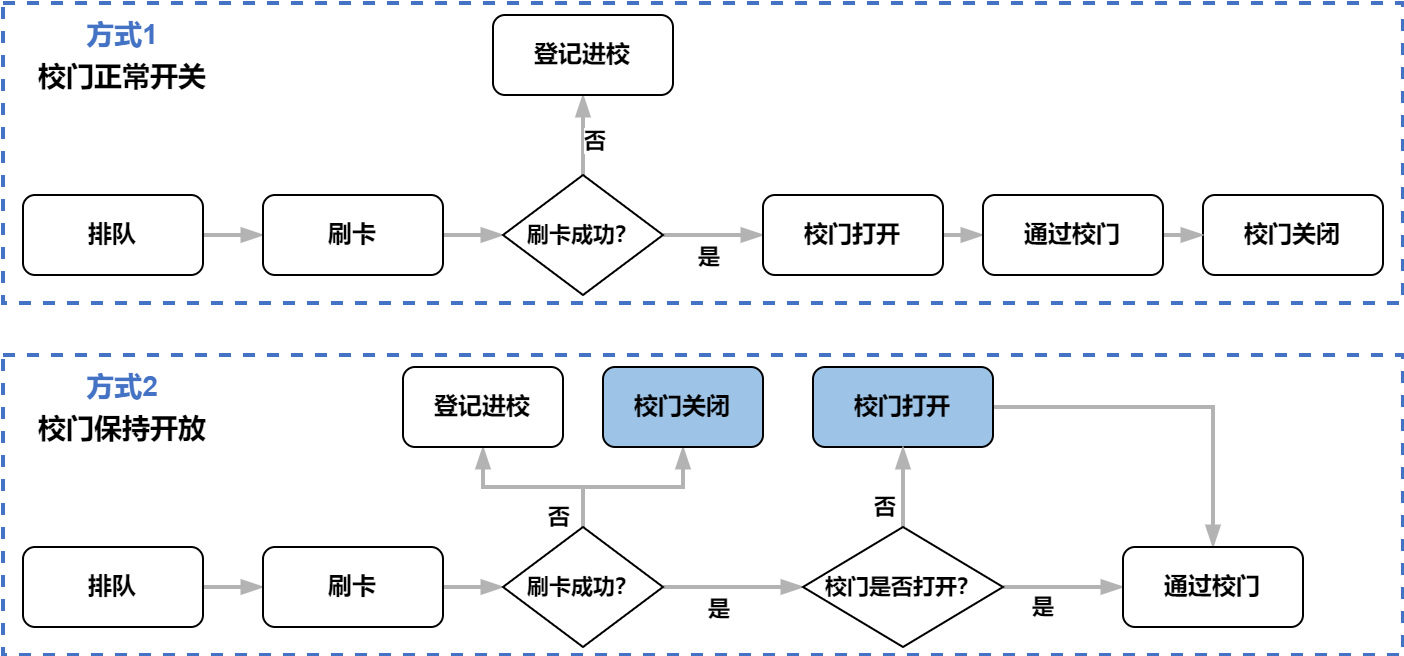 方式1
校门正常开关
登记进校
否
排队
刷卡
刷卡成功?
是
校门打开
通过校门
校门关闭
方式2
校门保持开放
登记进校
校门关闭
校门打开
否
否
排队
刷卡
刷卡成功?
是
校门是否打开?
是
通过校门